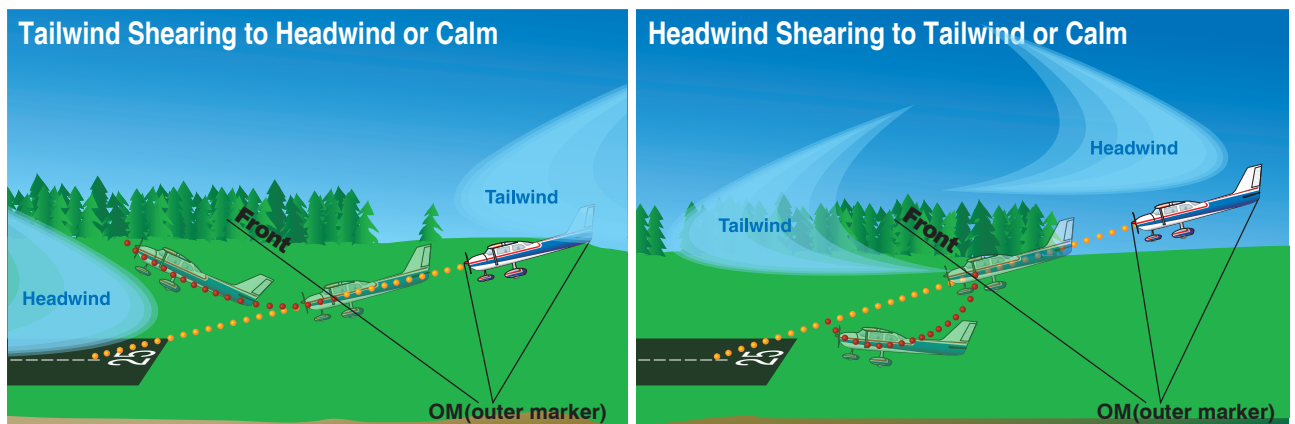 Tailwind Shearing to Headwind or Calm
Tailwind
Front
Headwind
25
OM(outer marker)
Headwind Shearing to Tailwind or Calm
Headwind
Tailwind
Front
25
OM(outer marker)